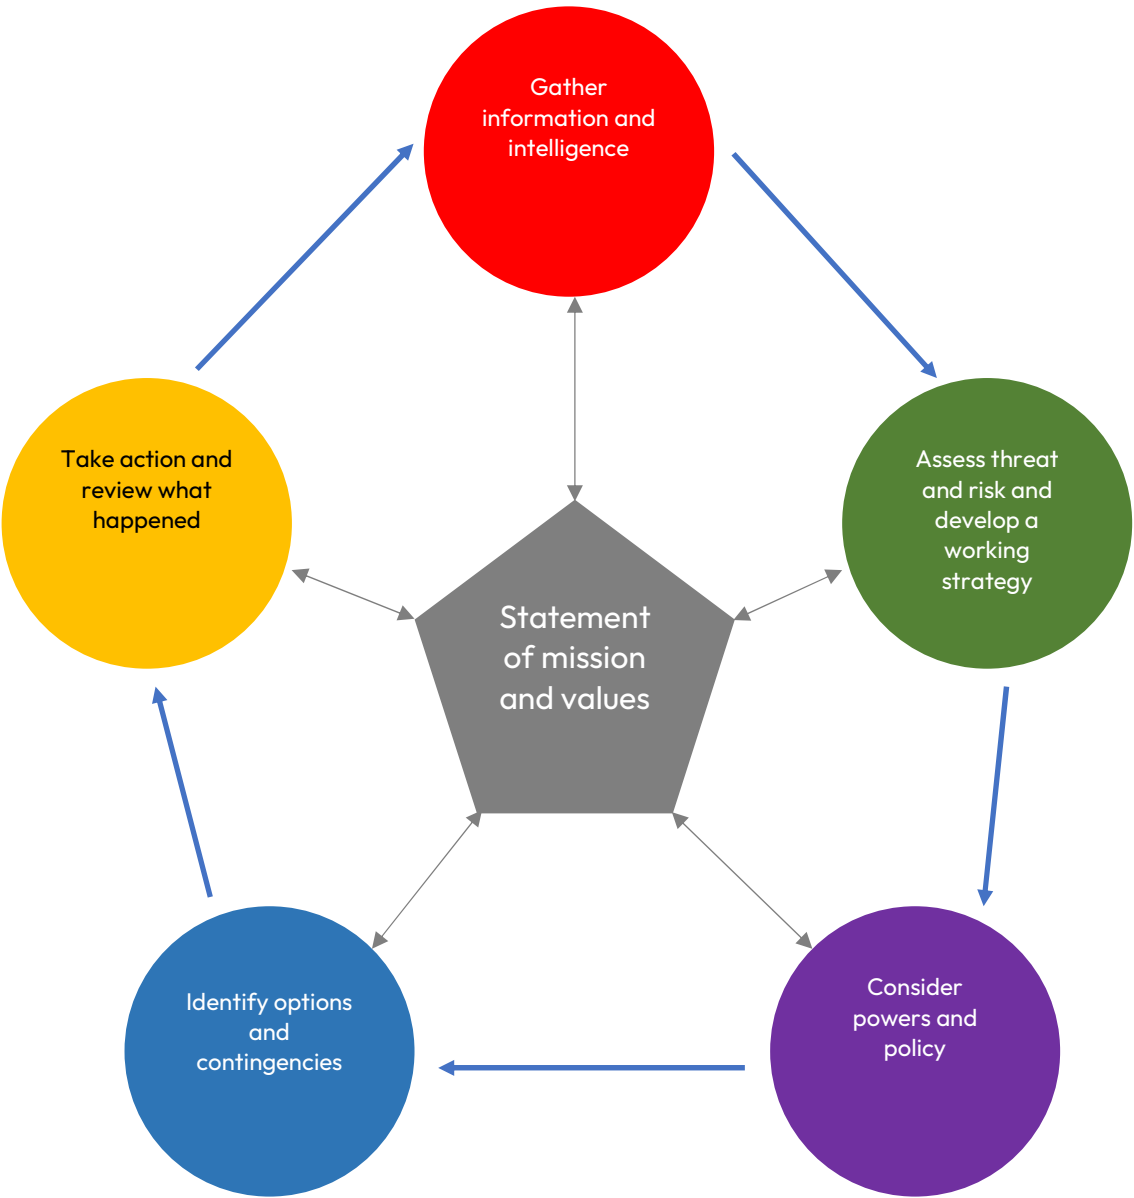 Gather
information and
intelligence
Assess threat
and risk and
develop a
working
strategy
Consider
powers and
policy
Identify options
and
contingencies
Take action and
review what
happened
Statement
of mission
and values